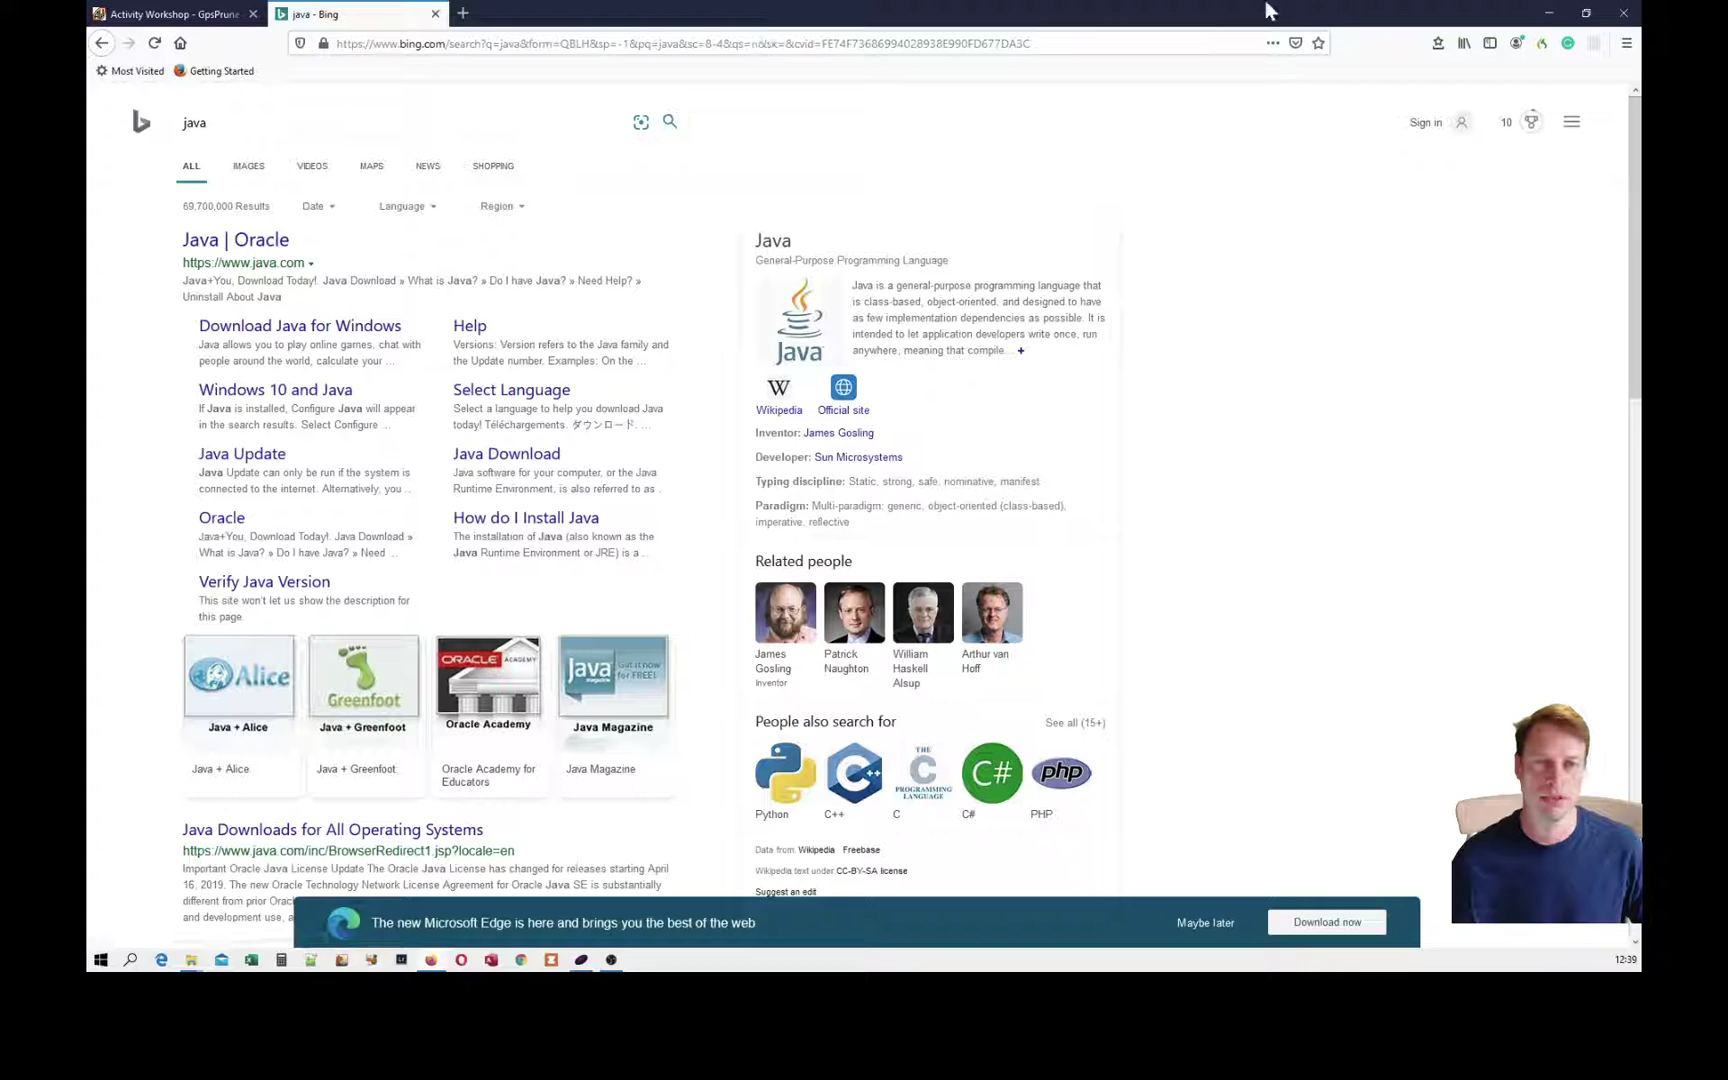 Activity Workshop - GpsPrune
java - Bing
https://www.bing.com/search?q=java&form=QBLH&sp=-1&pq=java&sc=8-4&qs=n&sk=&cvid=FE74F73686994028938E990FD677DA3C
Most Visited
Getting Started
java
Sign in
10
ALL
IMAGES
VIDEOS
MAPS
NEWS
SHOPPING
69,700,000 Results
Date
Language
Region
Java | Oracle
https://www.java.com
Java+You, Download Today!. Java Download » What is Java? » Do I have Java? » Need Help? »
Uninstall About Java
Download Java for Windows
Java allows you to play online games, chat with
people around the world, calculate your ...
Help
Versions: Version refers to the Java family and
the Update number. Examples: On the ...
Windows 10 and Java
If Java is installed, Configure Java will appear
in the search results. Select Configure ...
Select Language
Select a language to help you download Java
today! Téléchargements. ダウンロード. ...
Java Update
Java Update can only be run if the system is
connected to the internet. Alternatively, you ..
Java Download
Java software for your computer, or the Java
Runtime Environment, is also referred to as .
Oracle
Java+You, Download Today!. Java Download »
What is Java? » Do I have Java? » Need ...
How do I Install Java
The installation of Java (also known as the
Java Runtime Environment or JRE) is a ..
Verify Java Version
This site won't let us show the description for
this page.
Alice
Java + Alice
Java + Alice
Greenfoot
Java + Greenfoot
Java + Greenfoot
ORACLE ACADEMY
Oracle Academy
Oracle Academy for
Educators
Java magazine
Got it now
for FREE!
Java Magazine
Java Magazine
Java Downloads for All Operating Systems
https://www.java.com/inc/BrowserRedirect1.jsp?locale=en
Important Oracle Java License Update The Oracle Java License has changed for releases starting April
16, 2019. The new Oracle Technology Network License Agreement for Oracle Java SE is substantially
different from prior Orac
and development use, a
Java
General-Purpose Programming Language
Java
Java is a general-purpose programming language that
is class-based, object-oriented, and designed to have
as few implementation dependencies as possible. It is
intended to let application developers write once, run
anywhere, meaning that compile... +
W
Wikipedia
Official site
Inventor: James Gosling
Developer: Sun Microsystems
Typing discipline: Static, strong, safe, nominative, manifest
Paradigm: Multi-paradigm: generic, object-oriented (class-based),
imperative, reflective
Related people
James
Gosling
Inventor
Patrick
Naughton
William
Haskell
Alsup
Arthur van
Hoff
People also search for
See all (15+)
C++
THE
C
PROGRAMMING
LANGUAGE
C#
php
Python
C++
C
C#
PHP
Data from: Wikipedia Freebase
Wikipedia text under CC-BY-SA license
Suggest an edit
The new Microsoft Edge is here and brings you the best of the web
Maybe later
Download now
12:39